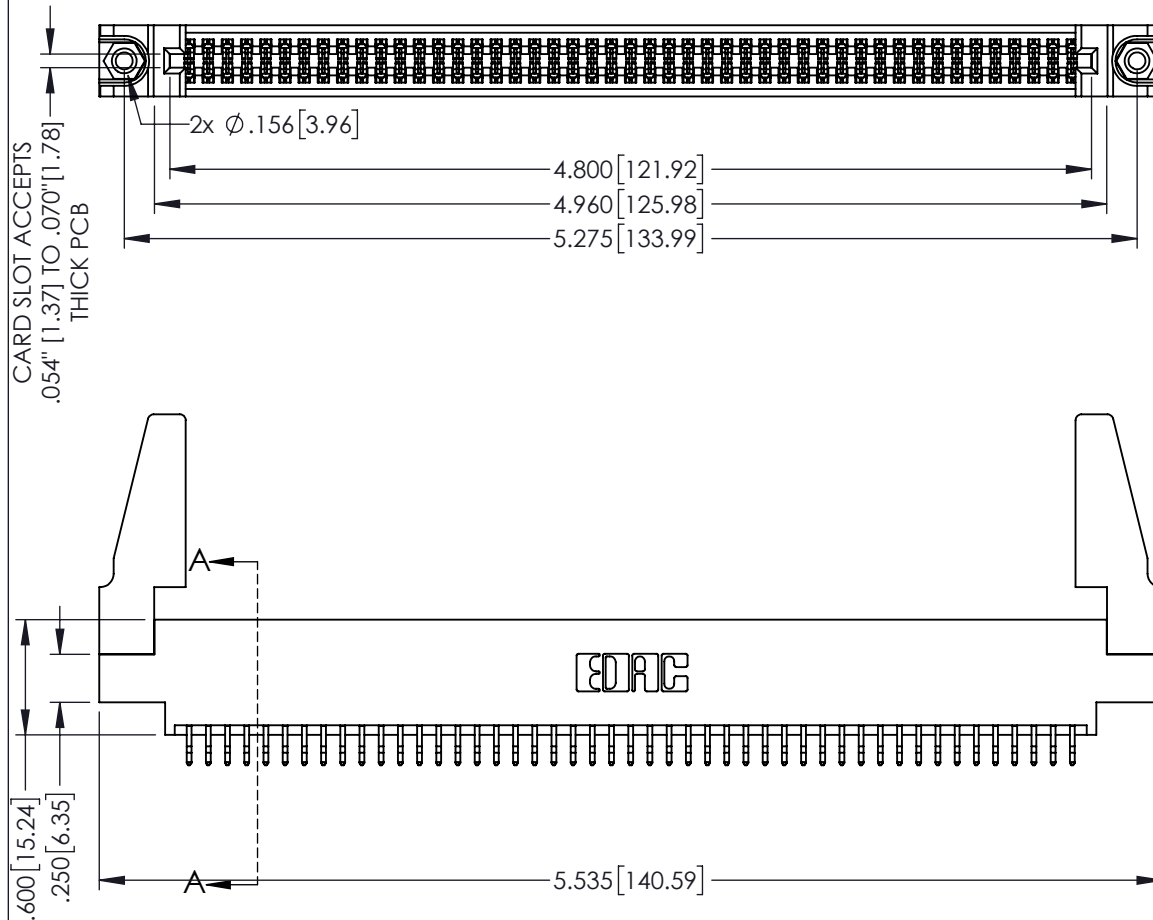 2x Ø.156[3.96]
4.800[121.92]
4.960[125.98]
5.275[133.99]
CARD SLOT ACCEPTS
.054" [1.37] TO .070"[1.78]
THICK PCB
A
EDAC
A
.600[15.24]
.250[6.35]
5.535[140.59]